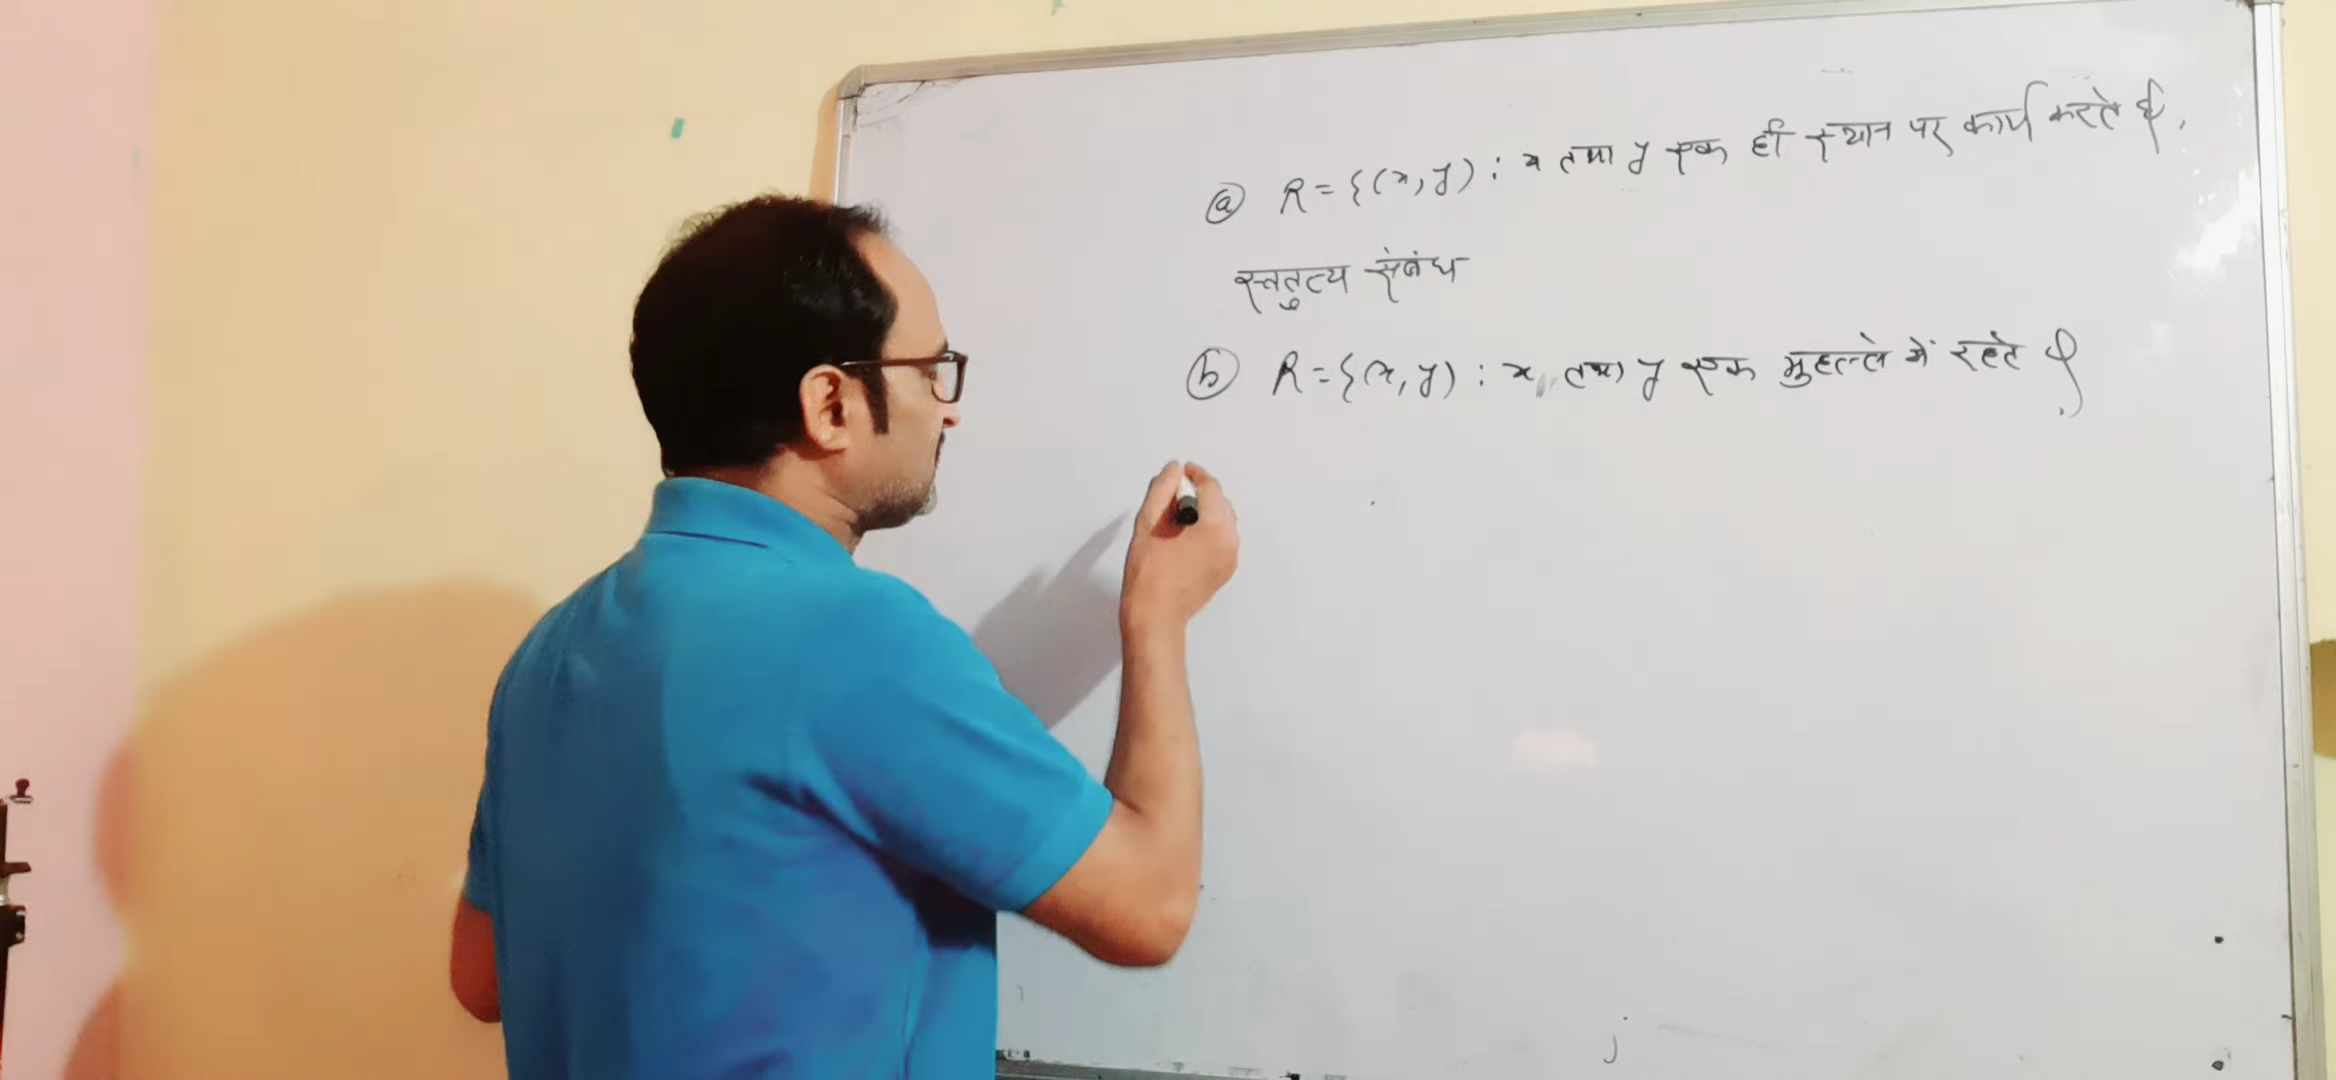 (a) R = {(x, y) : x तथा y एक ही स्थान पर कार्य करते हैं,
स्वतुल्य संबंध
(b) R = {(x, y) : x तथा y एक मुहल्ले में रहते हैं